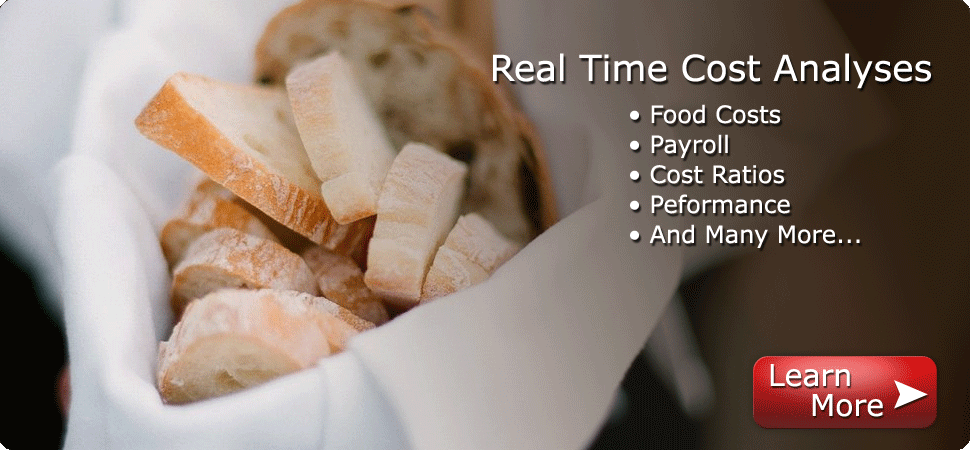 Real Time Cost Analyses
• Food Costs
• Payroll
• Cost Ratios
• Peformance
• And Many More...
Learn
More